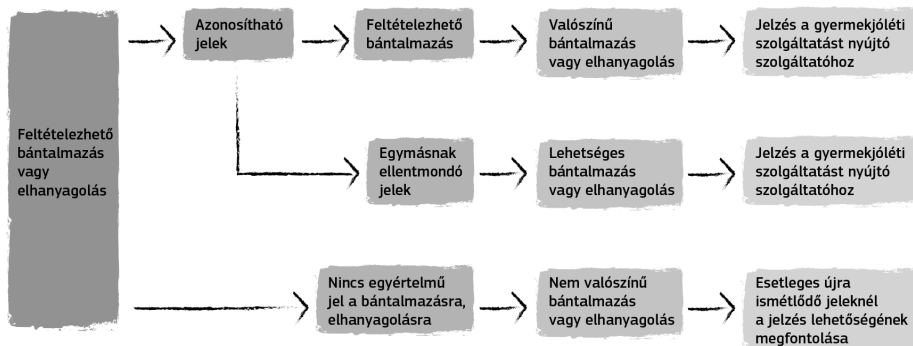 Feltételezhető
bántalmazás
vagy
elhanyagolás
Azonosítható
jelek
Feltételezhető
bántalmazás
Valószínű
bántalmazás
vagy elhanyagolás
Jelzés a gyermekjóléti
szolgáltatást nyújtó
szolgáltatóhoz
Egymásnak
ellentmondó
jelek
Lehetséges
bántalmazás
vagy elhanyagolás
Jelzés a gyermekjóléti
szolgáltatást nyújtó
szolgáltatóhoz
Nincs egyértelmű
jel a bántalmazásra,
elhanyagolásra
Nem valószínű
bántalmazás
vagy elhanyagolás
Esetleges újra
ismétlődő jeleknél
a jelzés lehetőségének
megfontolása